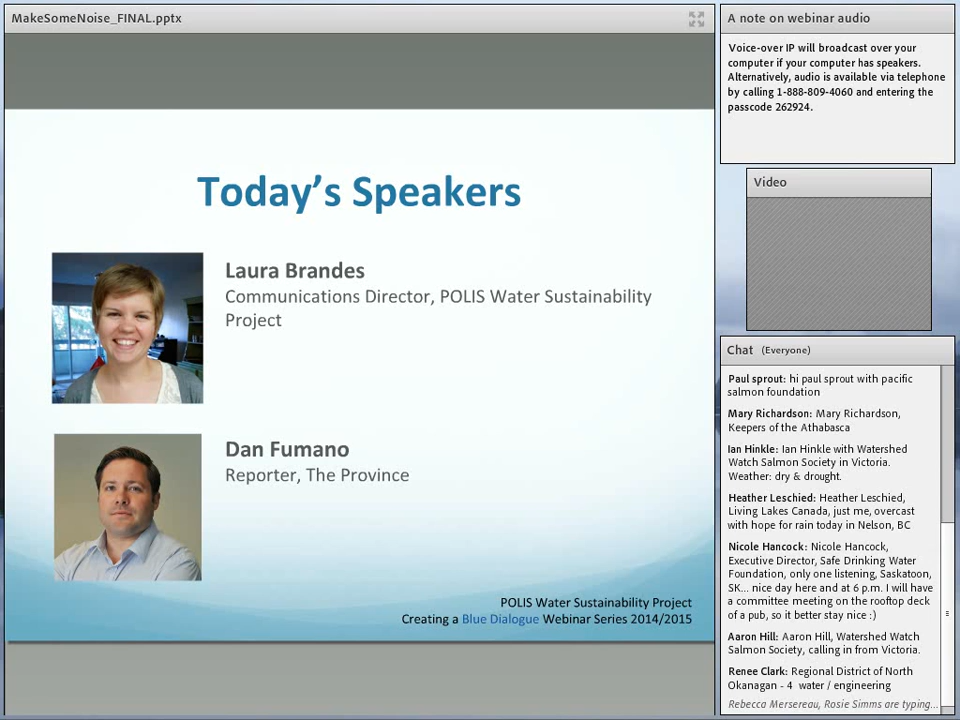 MakeSomeNoise_FINAL.pptx
Today's Speakers
Laura Brandes
Communications Director, POLIS Water Sustainability
Project
Dan Fumano
Reporter, The Province
POLIS Water Sustainability Project
Creating a Blue Dialogue Webinar Series 2014/2015
A note on webinar audio
Voice-over IP will broadcast over your
computer if your computer has speakers.
Alternatively, audio is available via telephone
by calling 1-888-809-4060 and entering the
passcode 262924.
Video
Chat (Everyone)
Paul sprout: hi paul sprout with pacific
salmon foundation
Mary Richardson: Mary Richardson,
Keepers of the Athabasca
Ian Hinkle: Ian Hinkle with Watershed
Watch Salmon Society in Victoria.
Weather: dry & drought.
Heather Leschied: Heather Leschied,
Living Lakes Canada, just me, overcast
with hope for rain today in Nelson, BC
Nicole Hancock: Nicole Hancock,
Executive Director, Safe Drinking Water
Foundation, only one listening, Saskatoon,
SK... nice day here and at 6 p.m. I will have
a committee meeting on the rooftop deck
of a pub, so it better stay nice :)
Aaron Hill: Aaron Hill, Watershed Watch
Salmon Society, calling in from Victoria.
Renee Clark: Regional District of North
Okanagan - 4 water / engineering
Rebecca Mersereau, Rosie Simms are typing...